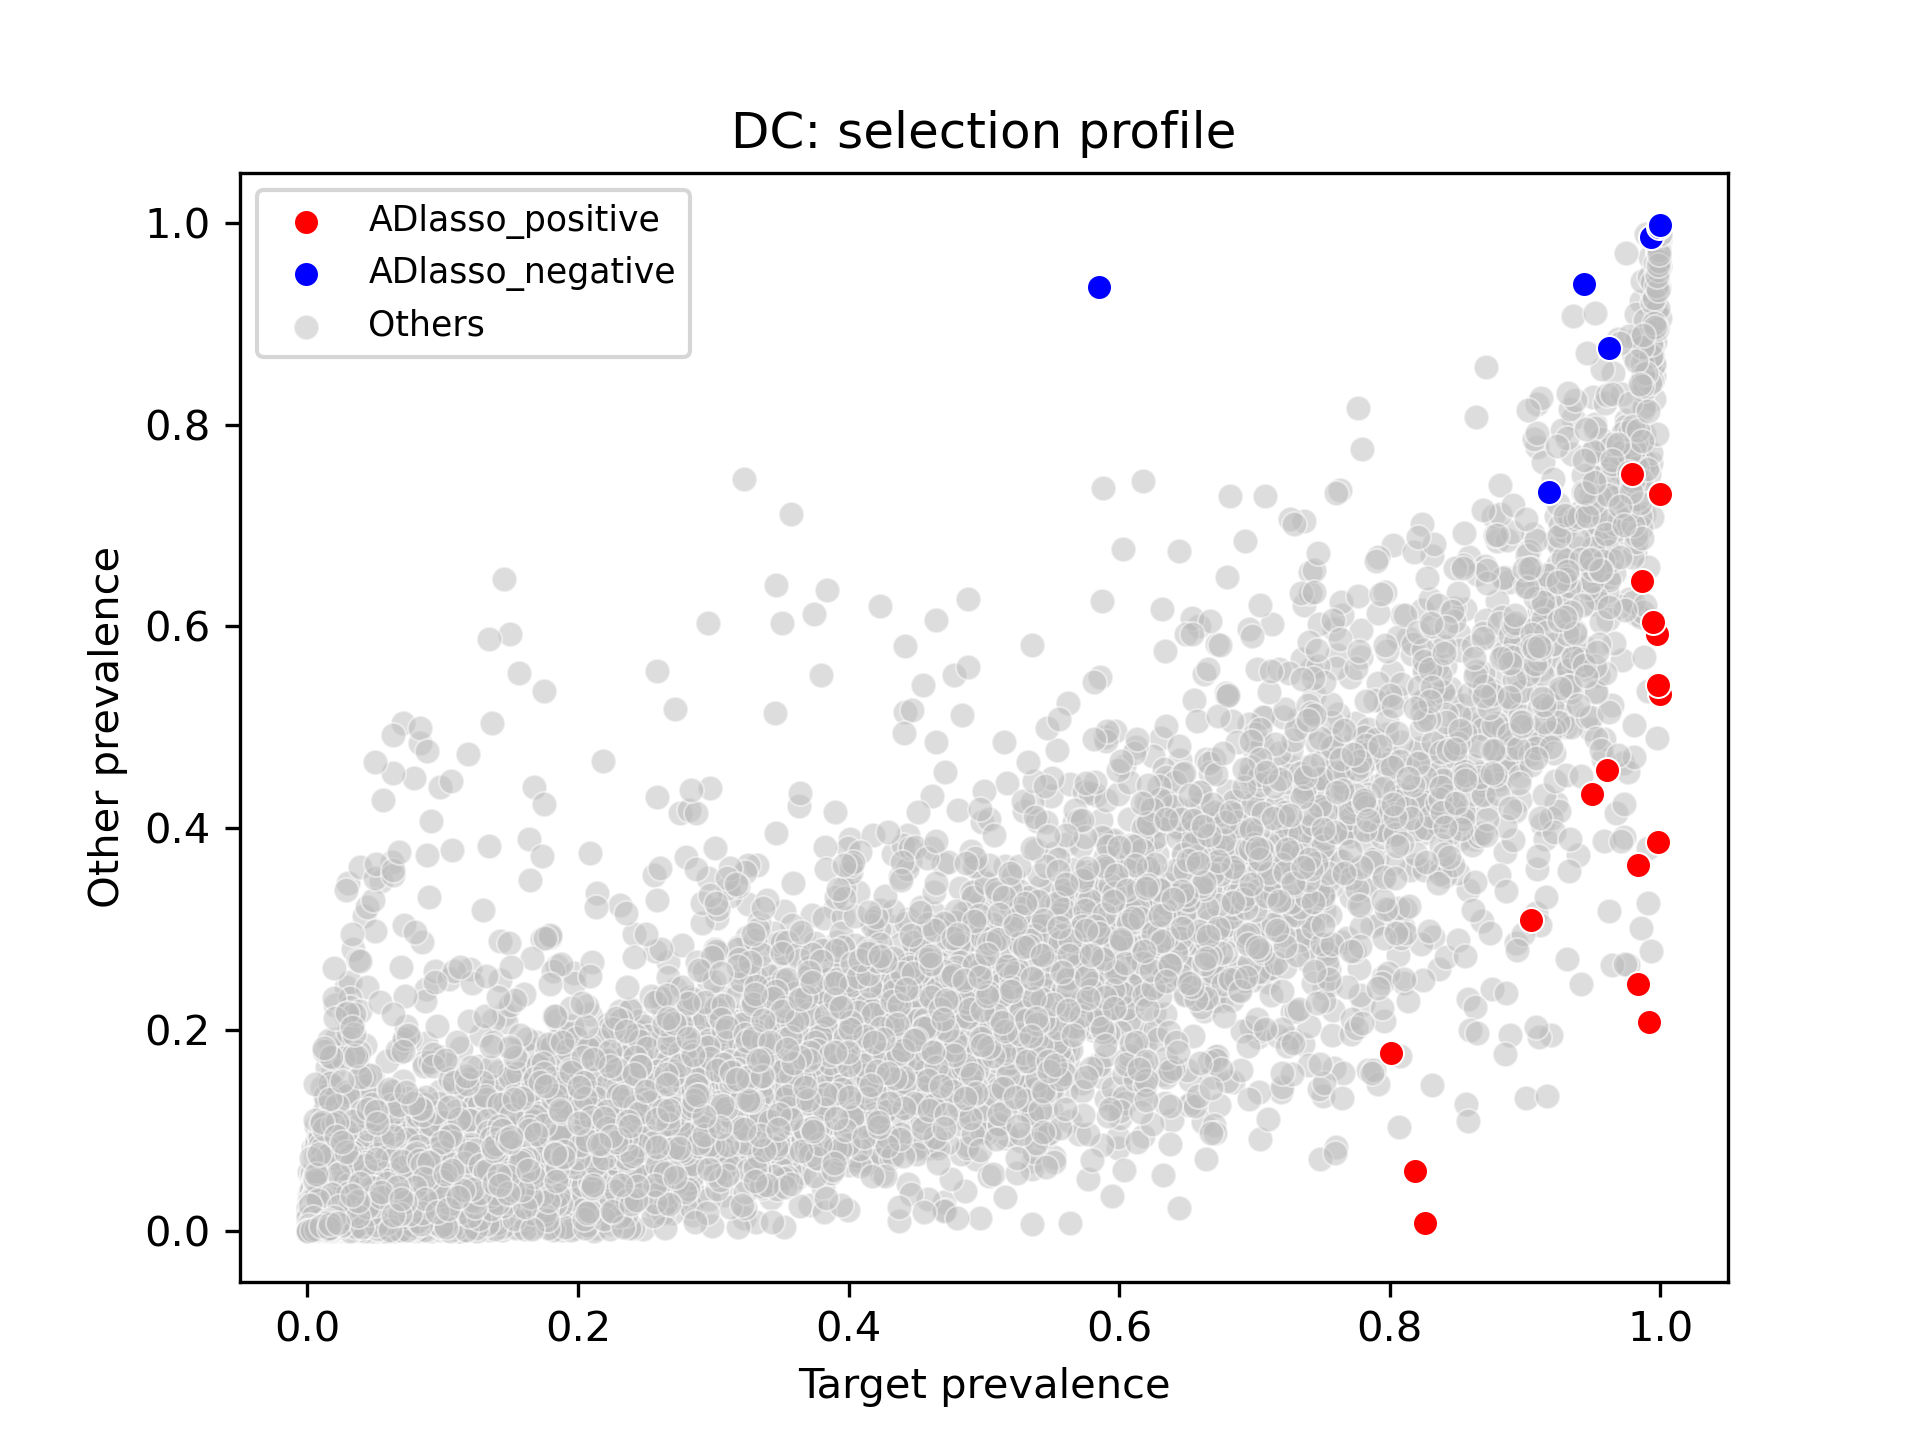 DC: selection profile
ADlasso_positive
ADlasso_negative
Others
1.0
0.8
0.6
0.4
0.2
0.0
Other prevalence
0.0 0.2 0.4 0.6 0.8 1.0
Target prevalence